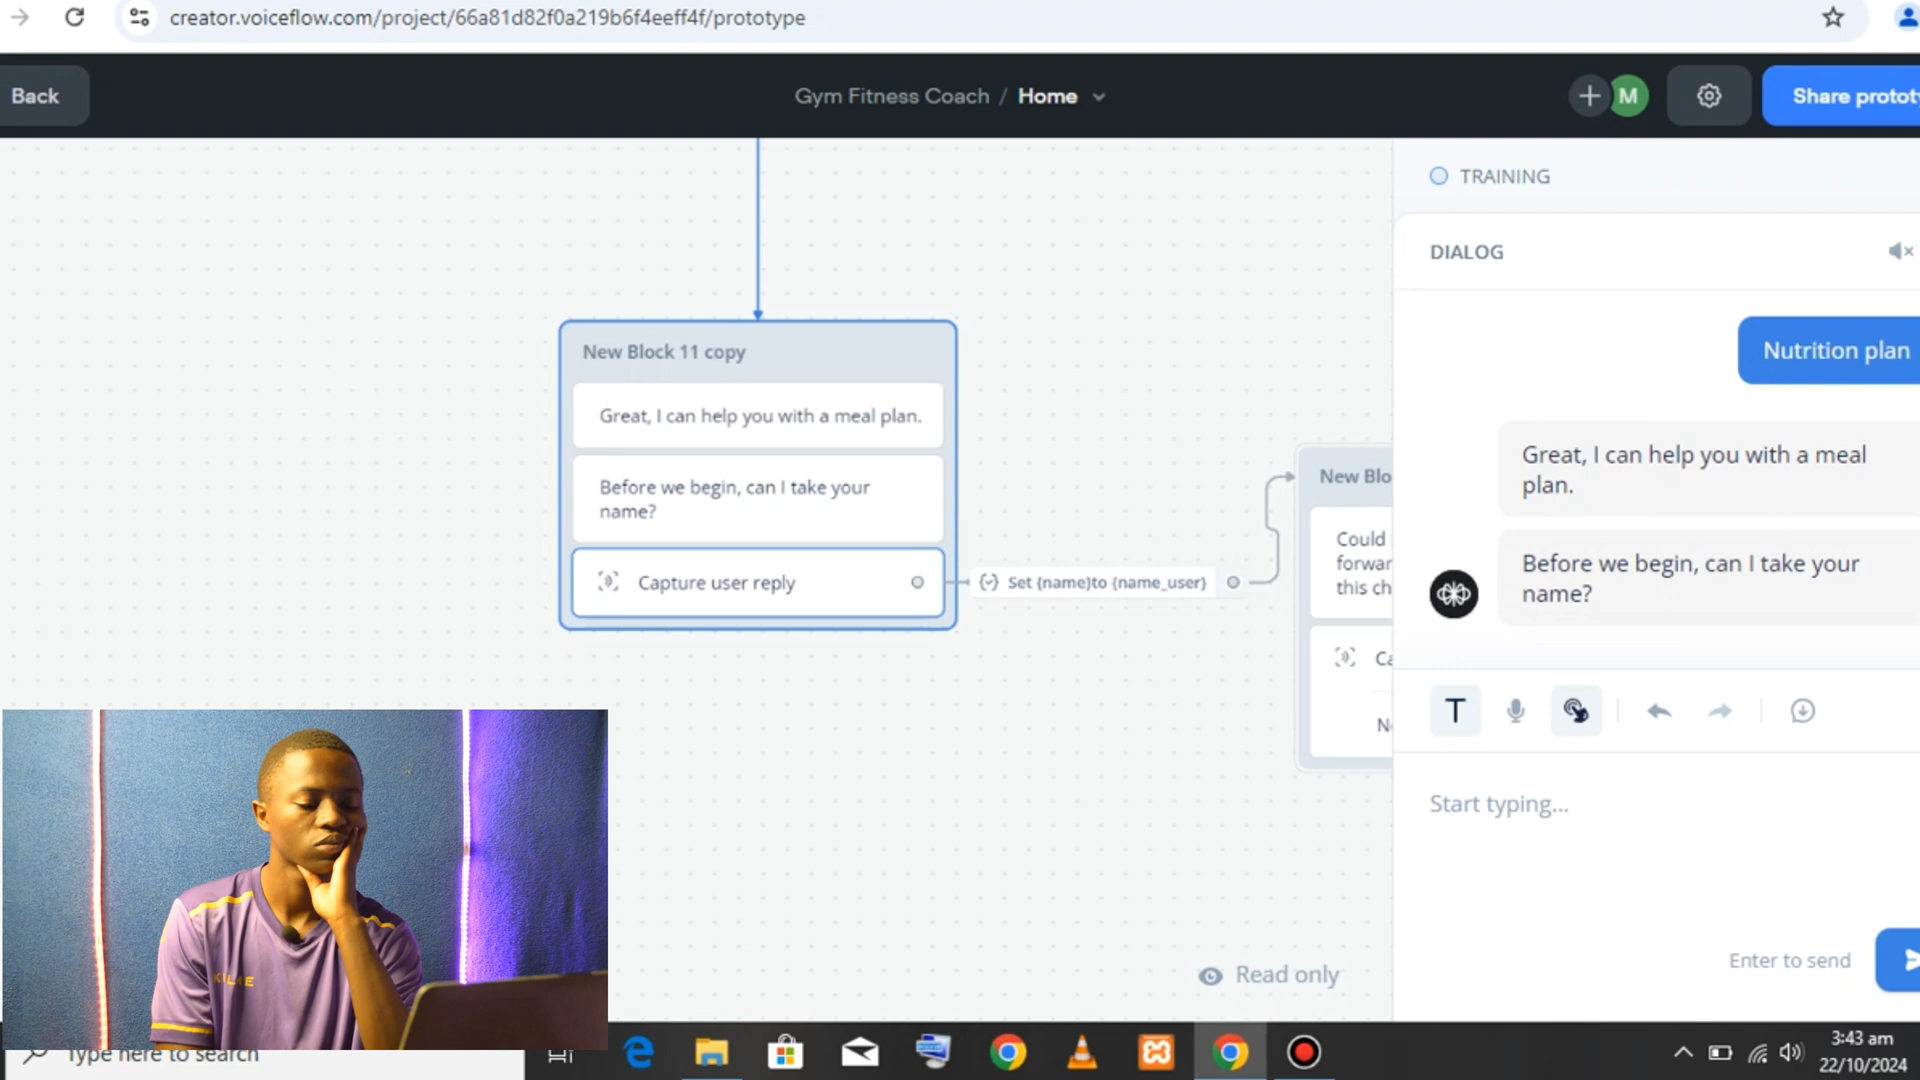 creator.voiceflow.com/project/66a81d82f0a219b6f4eeff4f/prototype
Back
Gym Fitness Coach / Home
M
Share protot
TRAINING
DIALOG
Nutrition plan
Great, I can help you with a meal
plan.
Before we begin, can I take your
name?
New Block 11 copy
Great, I can help you with a meal plan.
Before we begin, can I take your
name?
Capture user reply
Set {name}to {name_user}
New Blo
Could
forwar
this ch
Ca
N
T
Start typing...
Enter to send
Read only
Type here to search
3:43 am
22/10/2024